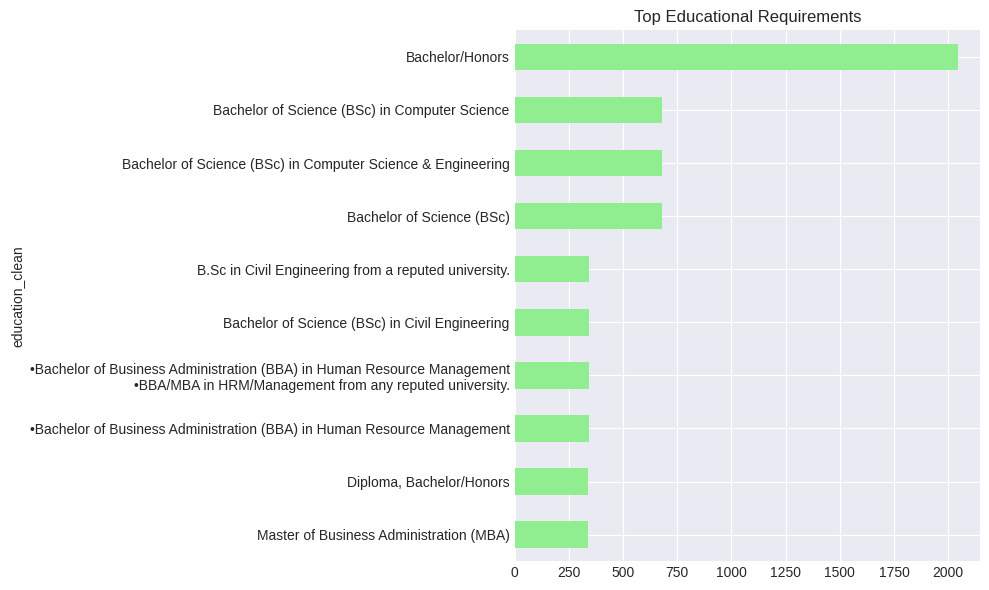 Top Educational Requirements
education_clean
Bachelor/Honors
Bachelor of Science (BSc) in Computer Science
Bachelor of Science (BSc) in Computer Science & Engineering
Bachelor of Science (BSc)
B.Sc in Civil Engineering from a reputed university.
Bachelor of Science (BSc) in Civil Engineering
•Bachelor of Business Administration (BBA) in Human Resource Management
•BBA/MBA in HRM/Management from any reputed university.
•Bachelor of Business Administration (BBA) in Human Resource Management
Diploma, Bachelor/Honors
Master of Business Administration (MBA)
0 250 500 750 1000 1250 1500 1750 2000